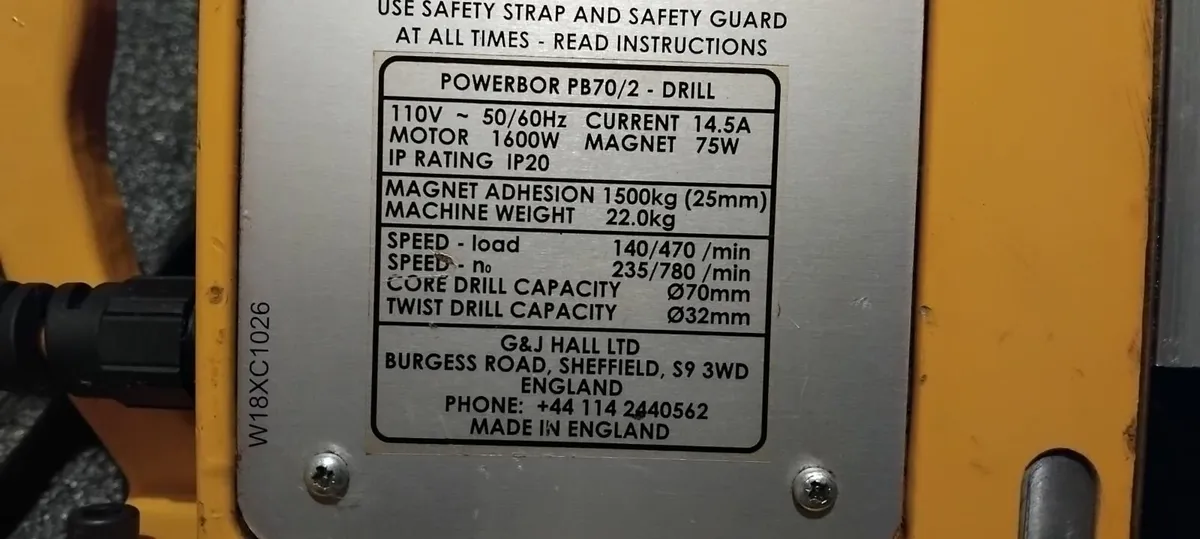 USE SAFETY STRAP AND SAFETY GUARD
AT ALL TIMES - READ INSTRUCTIONS
POWERBOR PB70/2 - DRILL
110V ~ 50/60Hz CURRENT 14.5A
MOTOR 1600W MAGNET 75W
IP RATING IP20
MAGNET ADHESION 1500kg (25mm)
MACHINE WEIGHT 22.0kg
SPEED - load 140/470 /min
SPEED - n₀ 235/780 /min
CORE DRILL CAPACITY Ø70mm
TWIST DRILL CAPACITY Ø32mm
G&J HALL LTD
BURGESS ROAD, SHEFFIELD, S9 3WD
ENGLAND
PHONE: +44 114 2440562
MADE IN ENGLAND
W18XC1026